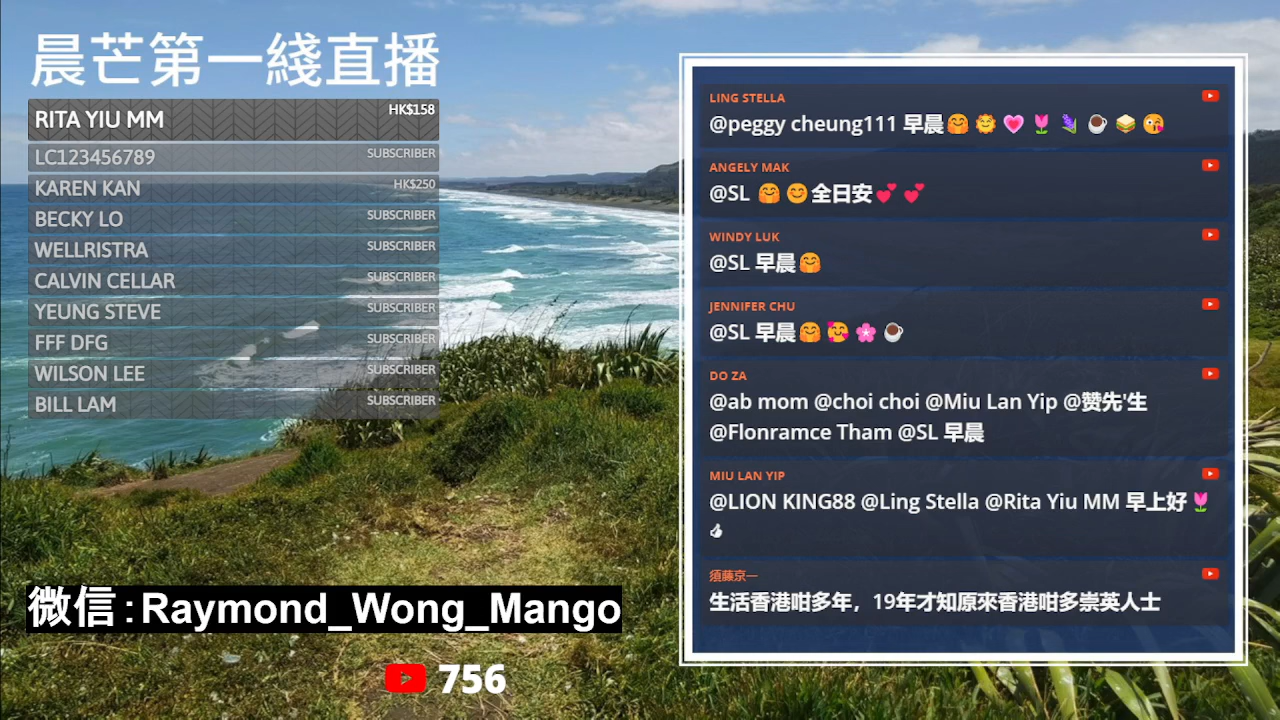 晨芒第一綫直播
RITA YIU MM HK$158
LC123456789 SUBSCRIBER
KAREN KAN HK$250
BECKY LO SUBSCRIBER
WELLRISTRA SUBSCRIBER
CALVIN CELLAR SUBSCRIBER
YEUNG STEVE SUBSCRIBER
FFF DFG SUBSCRIBER
WILSON LEE SUBSCRIBER
BILL LAM SUBSCRIBER
微信:Raymond_Wong_Mango
756
LING STELLA
@peggy cheung111 早晨🤗 🌞 💗 🌷 🪻 ☕ 🥪 😘
ANGELY MAK
@SL 🤗 😊 全日安💕 💕
WINDY LUK
@SL 早晨🤗
JENNIFER CHU
@SL 早晨🤗 🥰 🌸 ☕
DO ZA
@ab mom @choi choi @Miu Lan Yip @赞先'生
@Flonramce Tham @SL 早晨
MIU LAN YIP
@LION KING88 @Ling Stella @Rita Yiu MM 早上好🌷
👍
須藤京一
生活香港咁多年，19年才知原來香港咁多崇英人士